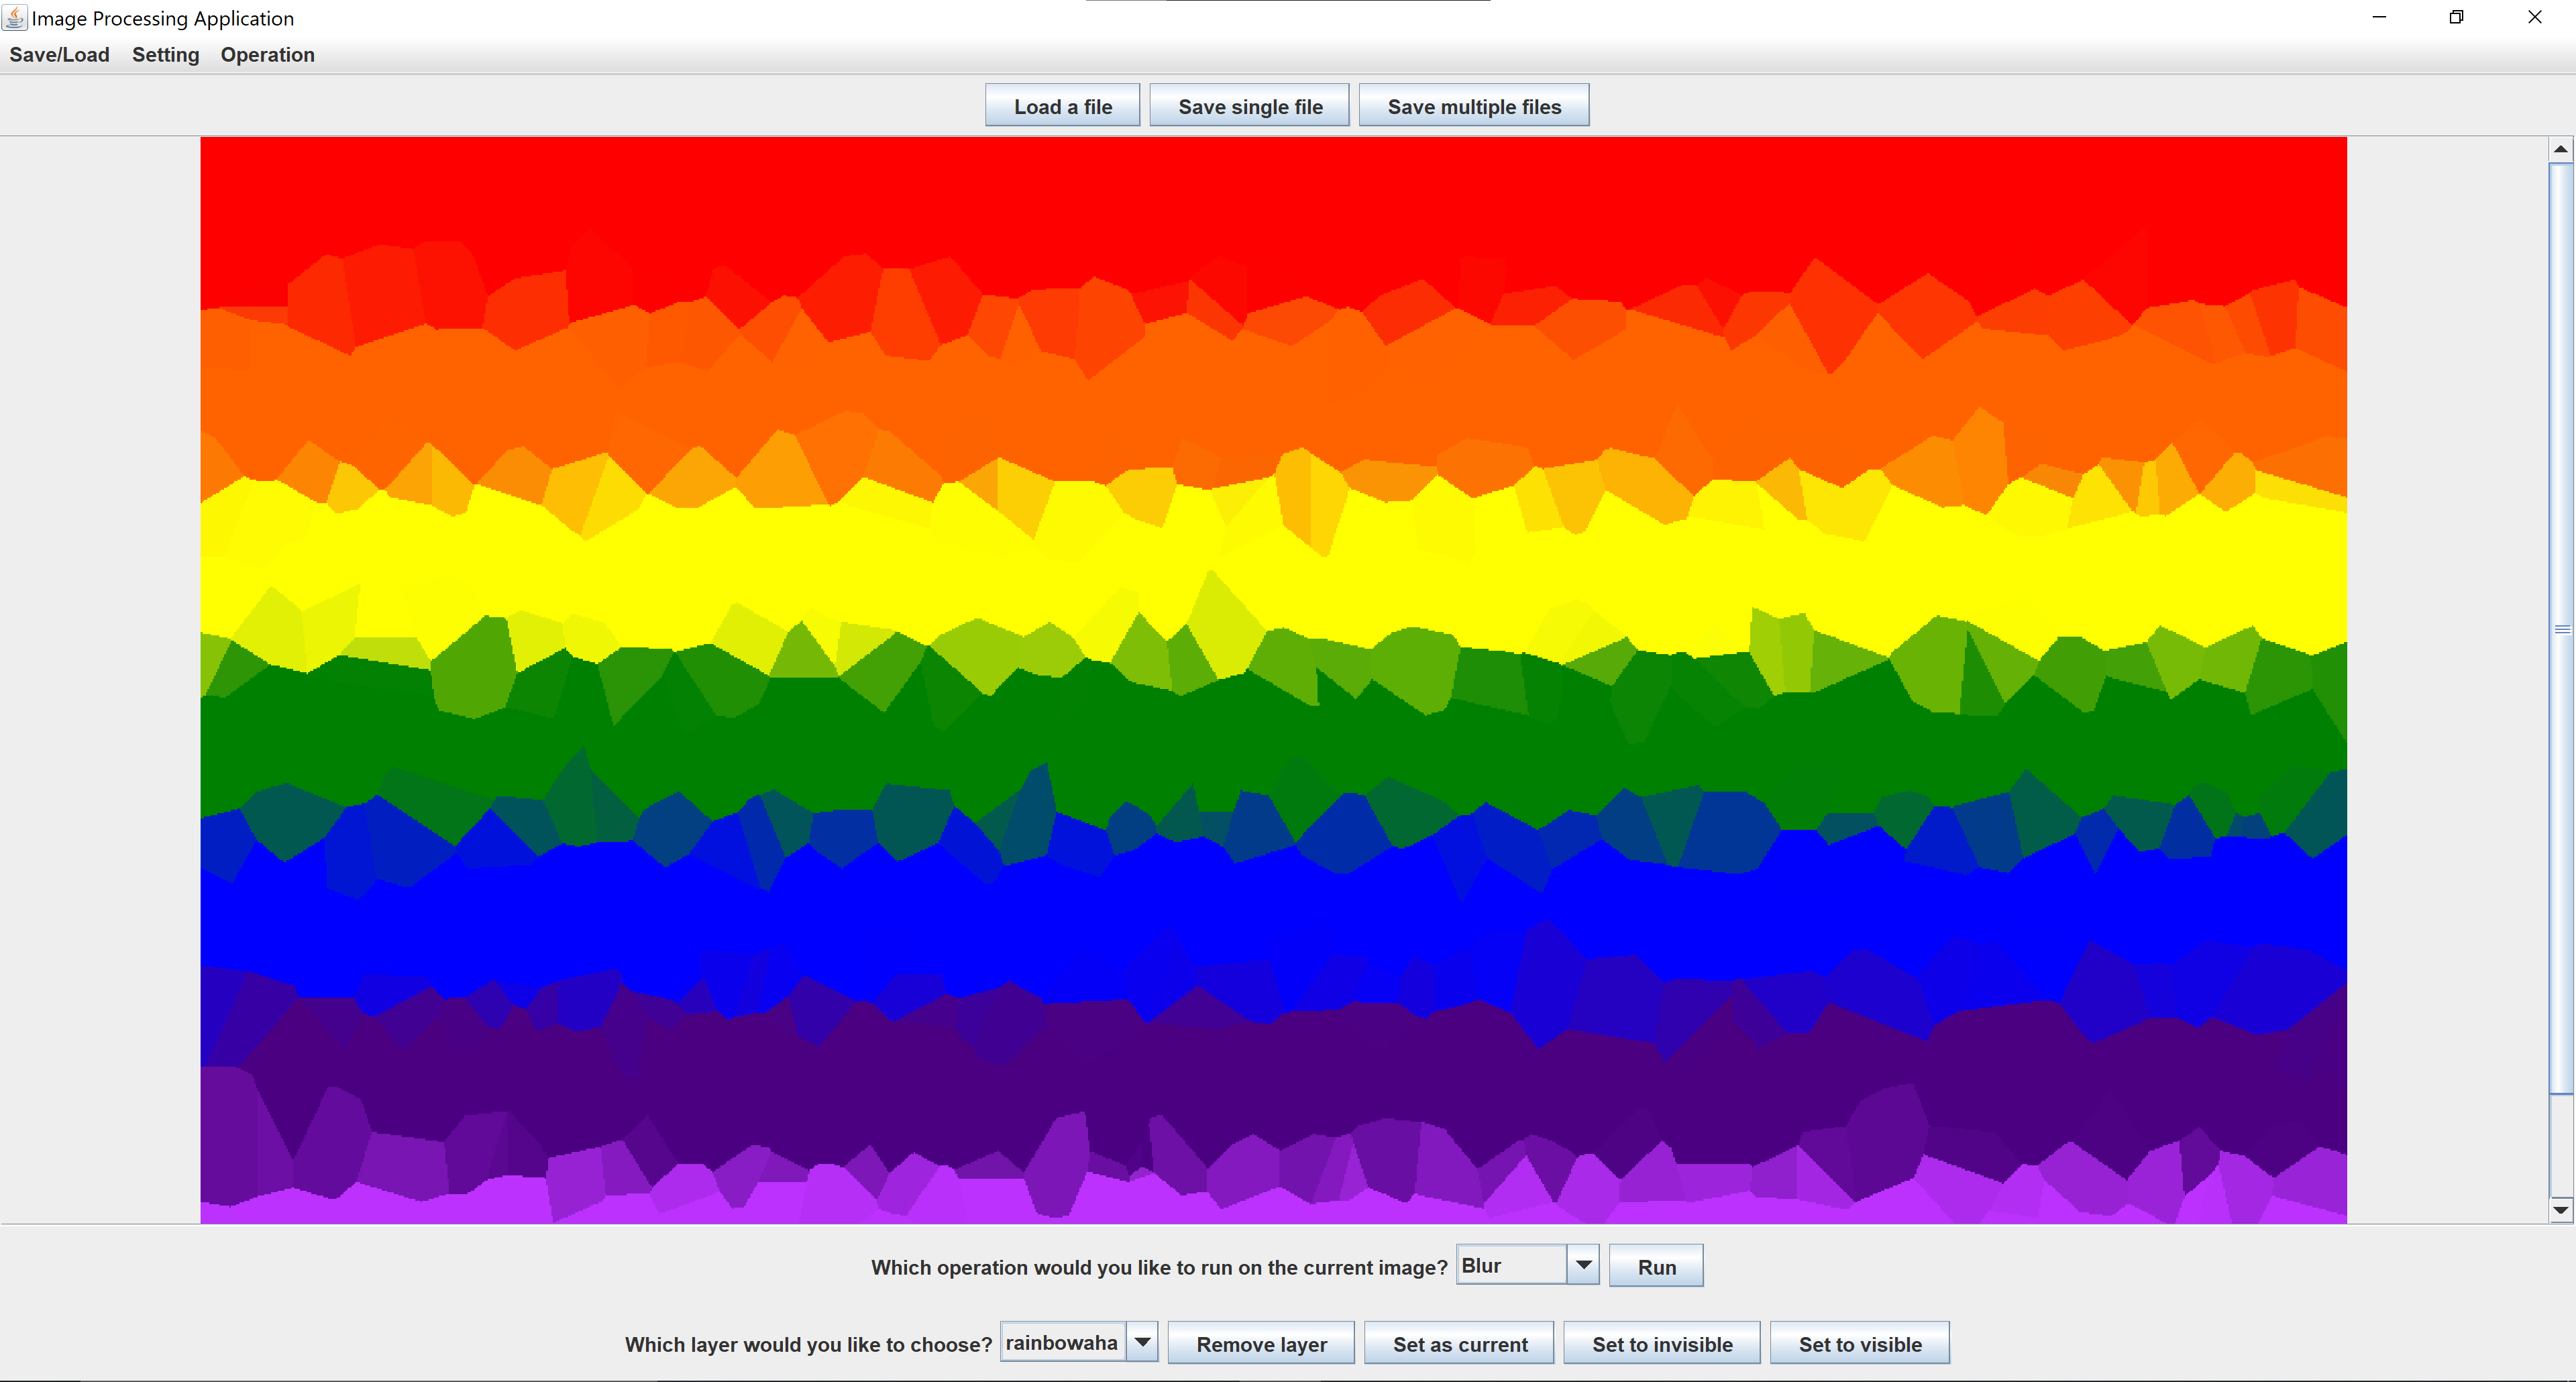 Image Processing Application
Save/Load Setting Operation
Load a file Save single file Save multiple files
Which operation would you like to run on the current image? Blur Run
Which layer would you like to choose? rainbowaha Remove layer Set as current Set to invisible Set to visible